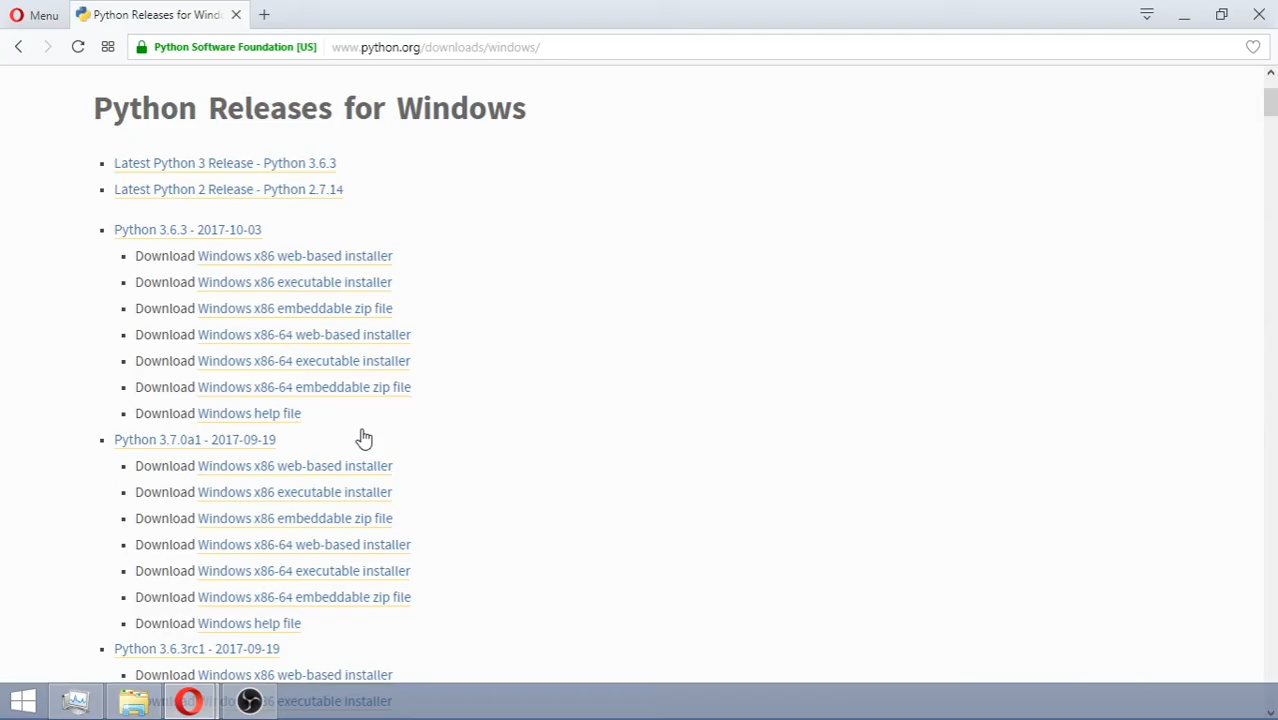 Menu
Python Releases for Wind
Python Software Foundation [US]
www.python.org/downloads/windows/
Python Releases for Windows
Latest Python 3 Release - Python 3.6.3
Latest Python 2 Release - Python 2.7.14
Python 3.6.3 - 2017-10-03
Download Windows x86 web-based installer
Download Windows x86 executable installer
Download Windows x86 embeddable zip file
Download Windows x86-64 web-based installer
Download Windows x86-64 executable installer
Download Windows x86-64 embeddable zip file
Download Windows help file
Python 3.7.0a1 - 2017-09-19
Download Windows x86 web-based installer
Download Windows x86 executable installer
Download Windows x86 embeddable zip file
Download Windows x86-64 web-based installer
Download Windows x86-64 executable installer
Download Windows x86-64 embeddable zip file
Download Windows help file
Python 3.6.3rc1 - 2017-09-19
Download Windows x86 web-based installer
executable installer